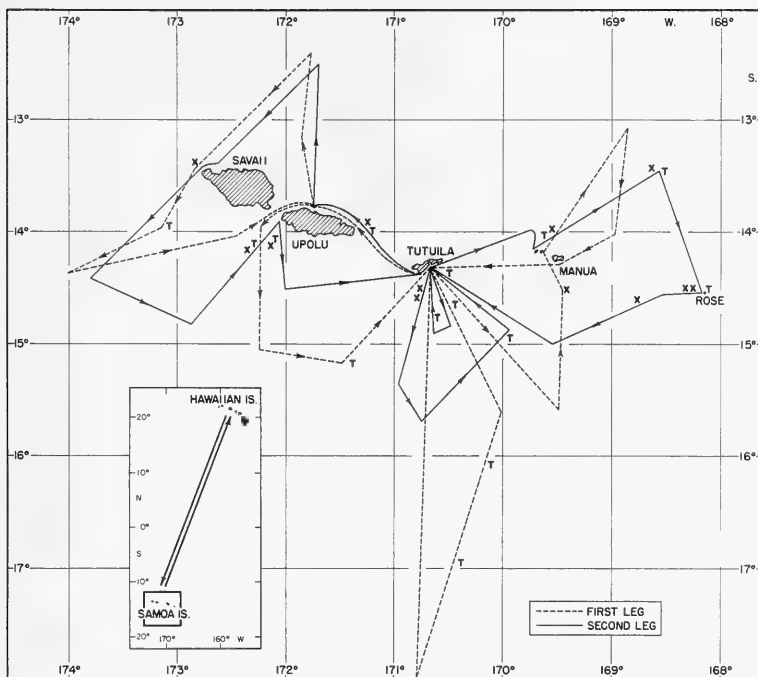 174° 173° 172° 171° 170° 169° W. 168°
S.
13° 13°
X
SAVAII
T
X
X
T
T
14° 14°
X T
X T
UPOLU
TUTUILA
T
MANUA
X T
X
X
X
T
T
X X T
X
ROSE
15° 15°
T
T
16° 16°
T
T
17° 17°
HAWAIIAN IS.
20°
10°
N
0°
S
10°
SAMOA IS.
20°
170° 160° W
FIRST LEG
SECOND LEG
174° 173° 172° 171° 170° 169° 168°